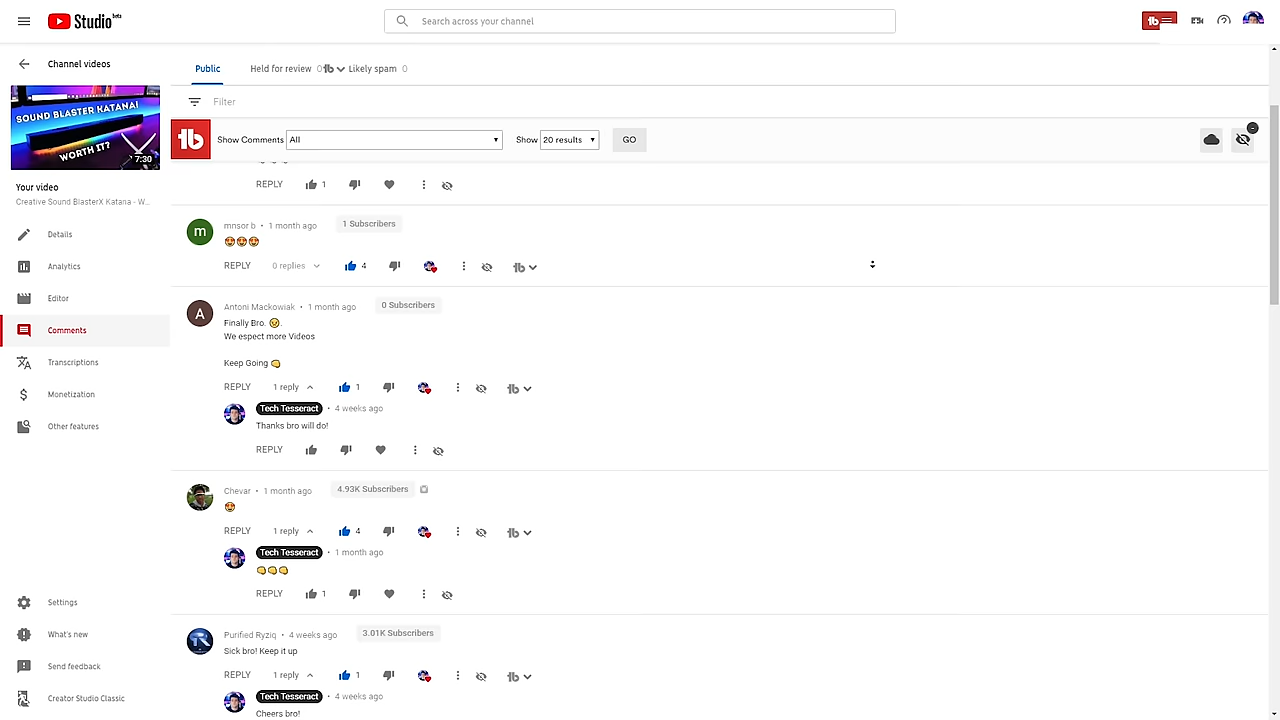 Studio beta
Search across your channel
tb
Channel videos
SOUND BLASTER KATANA!
WORTH IT?
7:30
Your video
Creative Sound BlasterX Katana - W...
Details
Analytics
Editor
Comments
Transcriptions
Monetization
Other features
Settings
What's new
Send feedback
Creator Studio Classic
Public
Held for review 0
tb
Likely spam 0
Filter
tb Show Comments All Show 20 results GO
REPLY 1
m mnsor b • 1 month ago 1 Subscribers
REPLY 0 replies 4 tb
A Antoni Mackowiak • 1 month ago 0 Subscribers
Finally Bro. .
We espect more Videos
Keep Going
REPLY 1 reply 1 tb
Tech Tesseract • 4 weeks ago
Thanks bro will do!
REPLY
Chevar • 1 month ago 4.93K Subscribers
REPLY 1 reply 4 tb
Tech Tesseract • 1 month ago
REPLY 1
Purified Ryziq • 4 weeks ago 3.01K Subscribers
Sick bro! Keep it up
REPLY 1 reply 1 tb
Tech Tesseract • 4 weeks ago
Cheers bro!